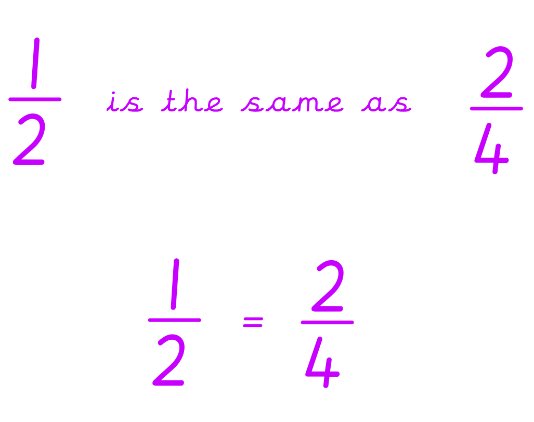 1/2 is the same as 2/4
1/2 = 2/4